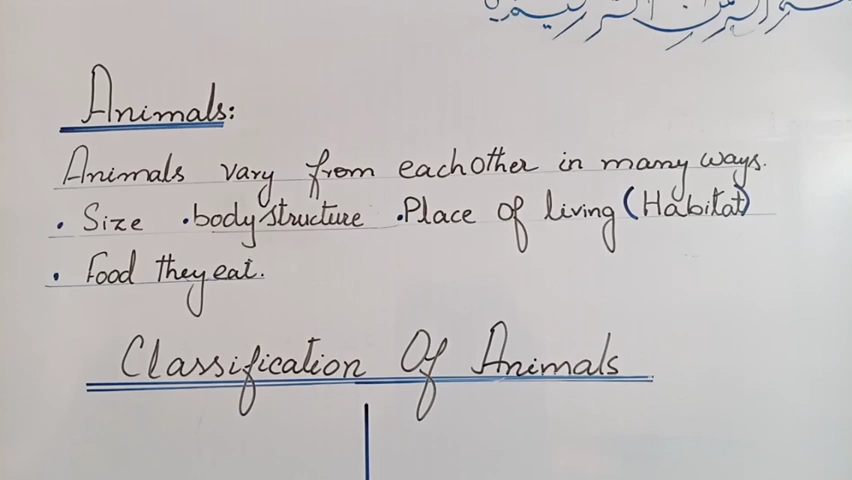 Animals:
Animals vary from eachother in many ways.
• Size • body structure • Place of living (Habitat)
• Food they eat.
Classification Of Animals